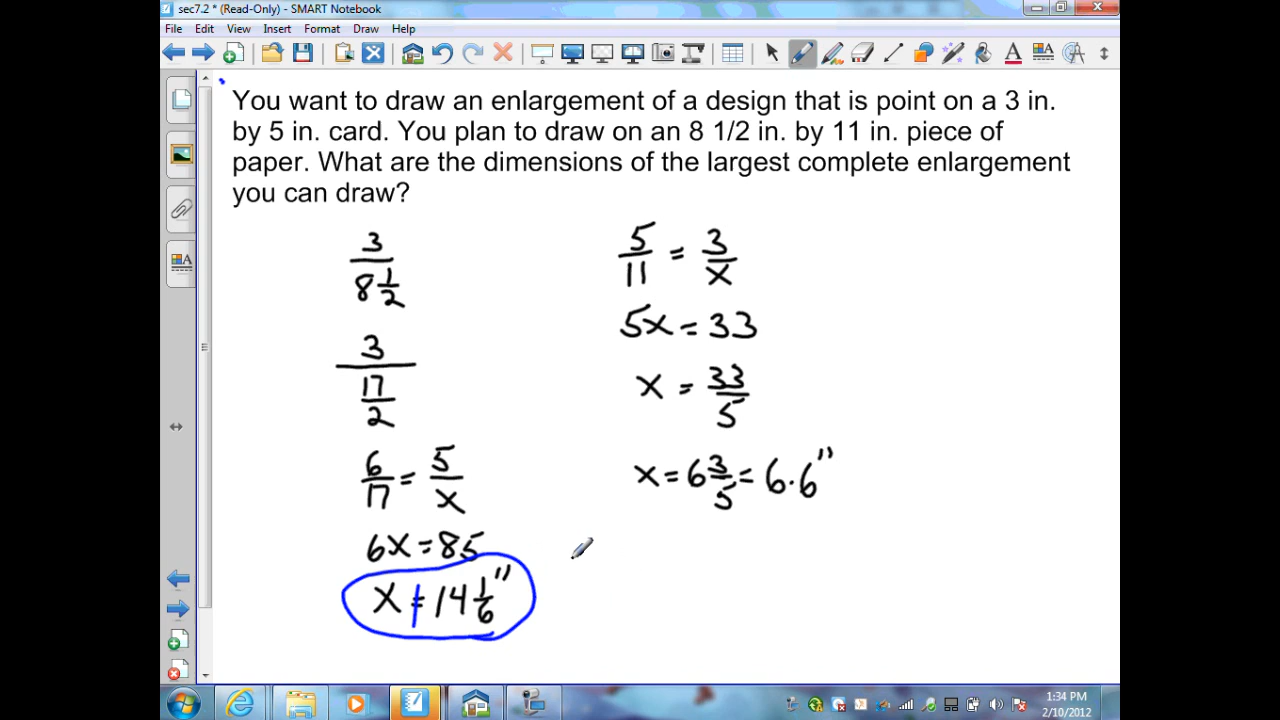 sec7.2 * (Read-Only) - SMART Notebook
File Edit View Insert Format Draw Help
You want to draw an enlargement of a design that is point on a 3 in.
by 5 in. card. You plan to draw on an 8 1/2 in. by 11 in. piece of
paper. What are the dimensions of the largest complete enlargement
you can draw?
3/(8 1/2)
3/(17/2)
6/17 = 5/x
6x = 85
x = 14 1/6"
5/11 = 3/x
5x = 33
x = 33/5
x = 6 3/5 = 6.6"
1:34 PM
2/10/2012